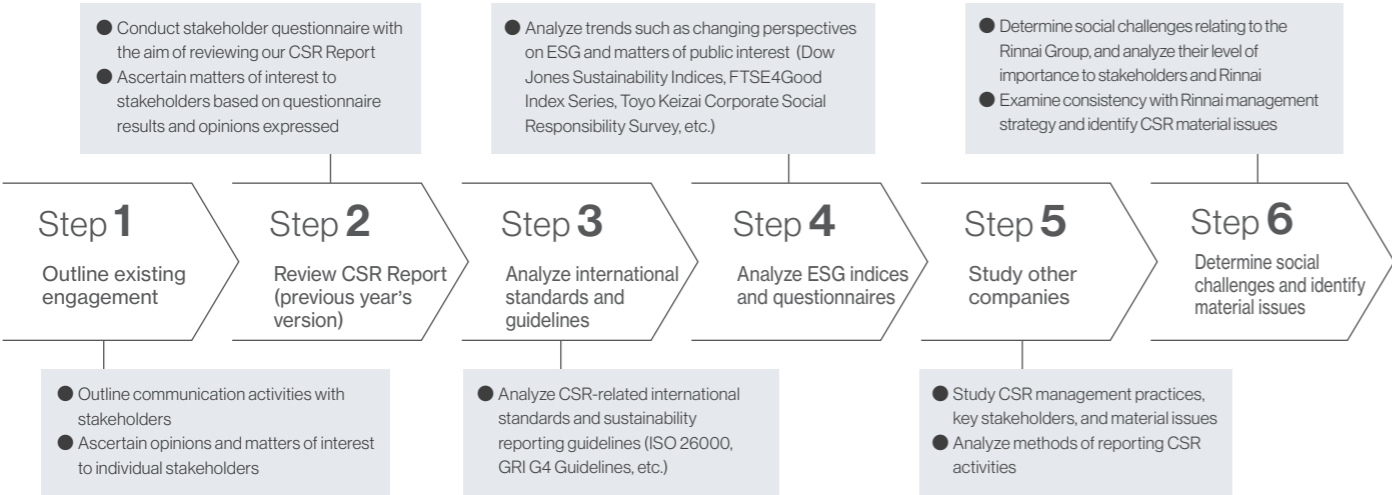 ● Conduct stakeholder questionnaire with
the aim of reviewing our CSR Report
● Ascertain matters of interest to
stakeholders based on questionnaire
results and opinions expressed
● Analyze trends such as changing perspectives
on ESG and matters of public interest (Dow
Jones Sustainability Indices, FTSE4Good
Index Series, Toyo Keizai Corporate Social
Responsibility Survey, etc.)
● Determine social challenges relating to the
Rinnai Group, and analyze their level of
importance to stakeholders and Rinnai
● Examine consistency with Rinnai management
strategy and identify CSR material issues
Step 1
Outline existing
engagement
Step 2
Review CSR Report
(previous year's
version)
Step 3
Analyze international
standards and
guidelines
Step 4
Analyze ESG indices
and questionnaires
Step 5
Study other
companies
Step 6
Determine social
challenges and identify
material issues
● Outline communication activities with
stakeholders
● Ascertain opinions and matters of interest
to individual stakeholders
● Analyze CSR-related international
standards and sustainability
reporting guidelines (ISO 26000,
GRI G4 Guidelines, etc.)
● Study CSR management practices,
key stakeholders, and material issues
● Analyze methods of reporting CSR
activities